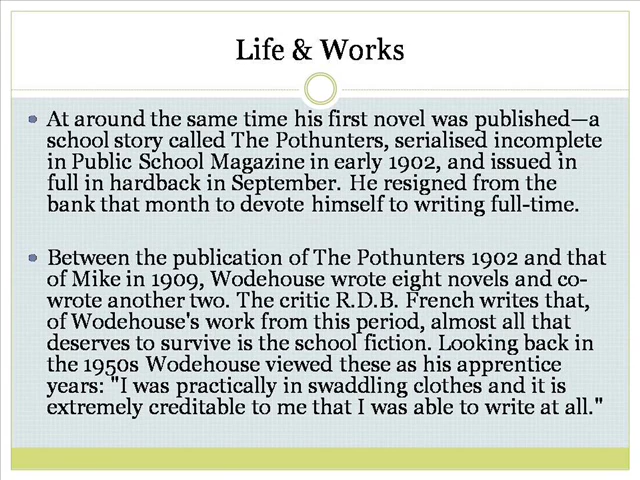 Life & Works
At around the same time his first novel was published—a
school story called The Pothunters, serialised incomplete
in Public School Magazine in early 1902, and issued in
full in hardback in September. He resigned from the
bank that month to devote himself to writing full-time.
Between the publication of The Pothunters 1902 and that
of Mike in 1909, Wodehouse wrote eight novels and co-
wrote another two. The critic R.D.B. French writes that,
of Wodehouse's work from this period, almost all that
deserves to survive is the school fiction. Looking back in
the 1950s Wodehouse viewed these as his apprentice
years: "I was practically in swaddling clothes and it is
extremely creditable to me that I was able to write at all."